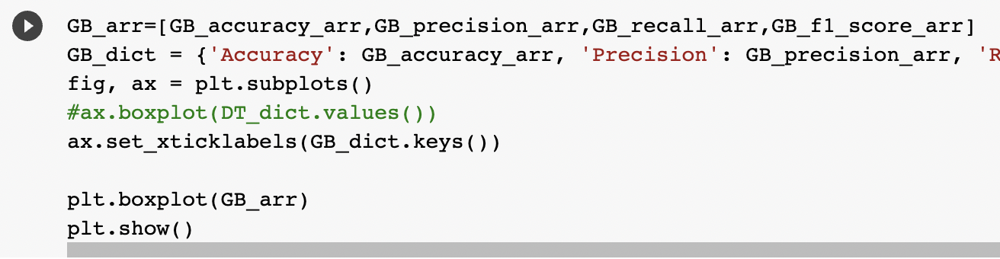 GB_arr=[GB_accuracy_arr,GB_precision_arr,GB_recall_arr,GB_f1_score_arr]
GB_dict = {'Accuracy': GB_accuracy_arr, 'Precision': GB_precision_arr, 'R
fig, ax = plt.subplots()
#ax.boxplot(DT_dict.values())
ax.set_xticklabels(GB_dict.keys())
plt.boxplot(GB_arr)
plt.show()